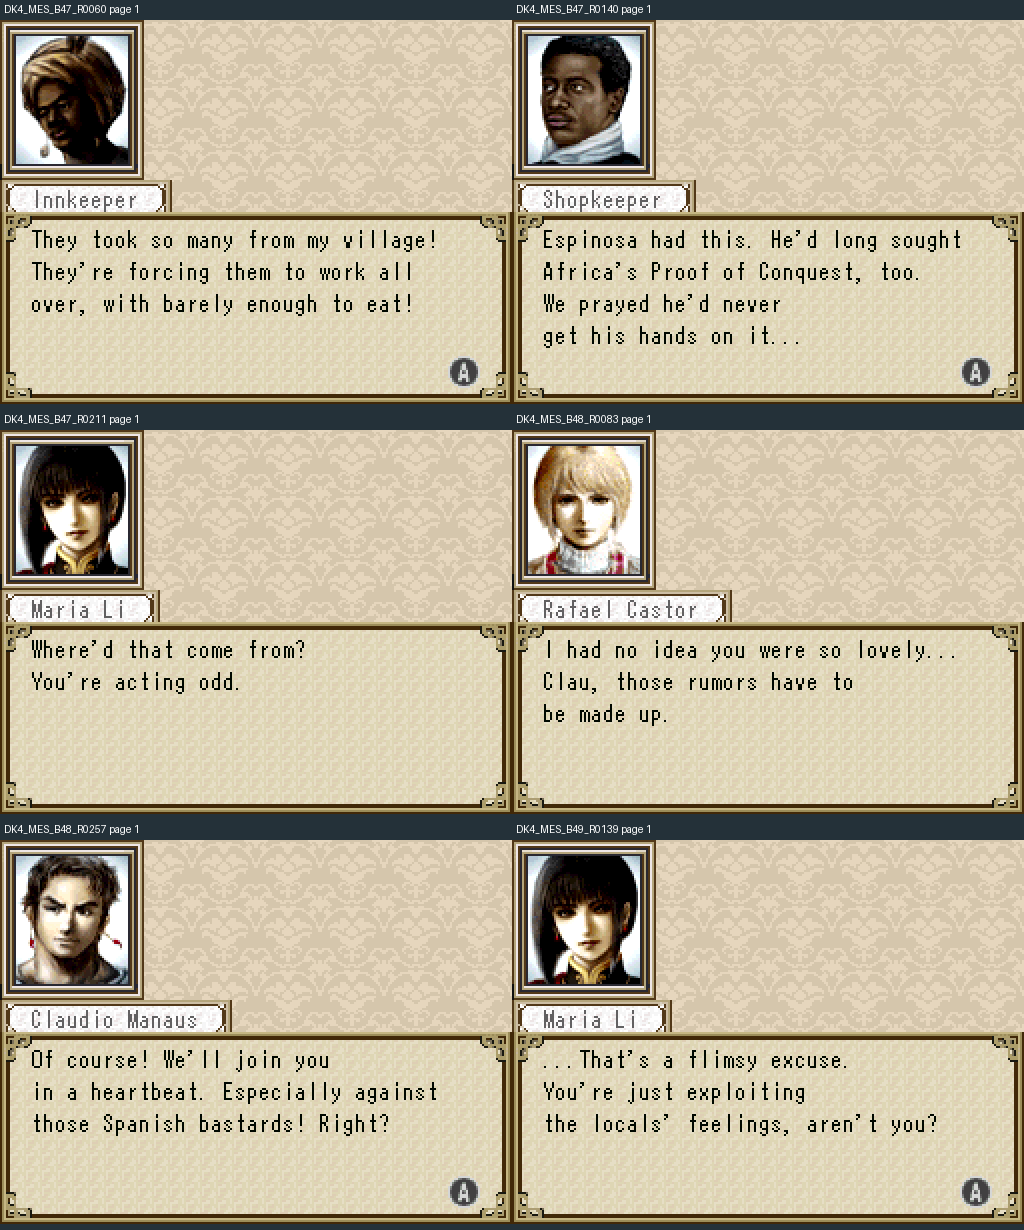 DK4_MES_B47_R0060 page 1
Innkeeper
They took so many from my village!
They're forcing them to work all
over, with barely enough to eat!
A
DK4_MES_B47_R0140 page 1
Shopkeeper
Espinosa had this. He'd long sought
Africa's Proof of Conquest, too.
We prayed he'd never
get his hands on it...
A
DK4_MES_B47_R0211 page 1
Maria Li
Where'd that come from?
You're acting odd.
DK4_MES_B48_R0083 page 1
Rafael Castor
I had no idea you were so lovely...
Clau, those rumors have to
be made up.
DK4_MES_B48_R0257 page 1
Claudio Manaus
Of course! We'll join you
in a heartbeat. Especially against
those Spanish bastards! Right?
A
DK4_MES_B49_R0139 page 1
Maria Li
...That's a flimsy excuse.
You're just exploiting
the locals' feelings, aren't you?
A